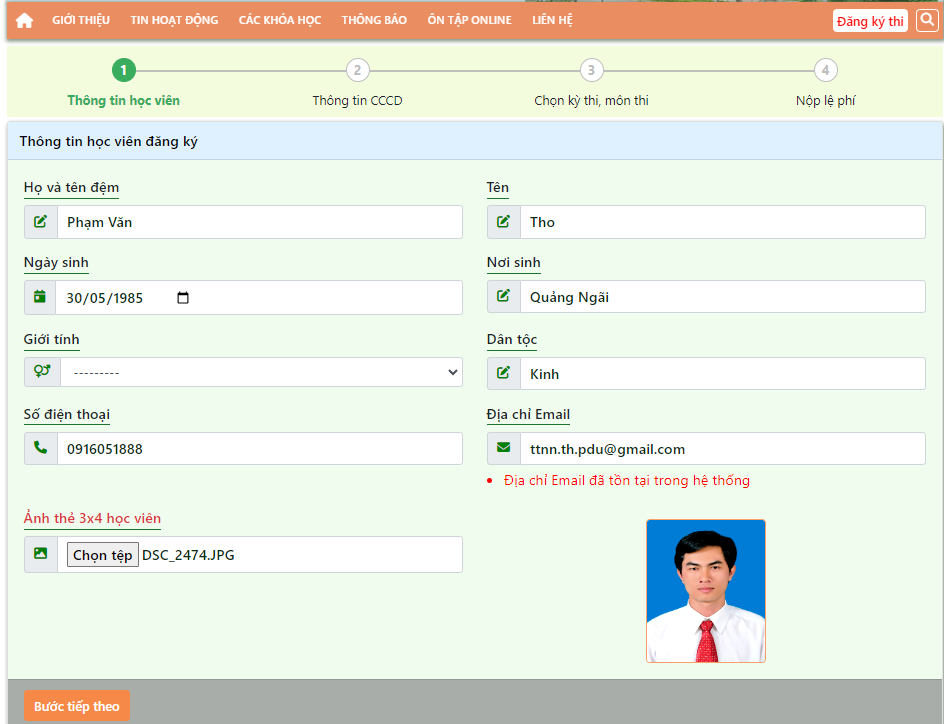 GIỚI THIỆU TIN HOẠT ĐỘNG CÁC KHÓA HỌC THÔNG BÁO ÔN TẬP ONLINE LIÊN HỆ Đăng ký thi
1 2 3 4
Thông tin học viên Thông tin CCCD Chọn kỳ thi, môn thi Nộp lệ phí
Thông tin học viên đăng ký
Họ và tên đệm Tên
Phạm Văn Tho
Ngày sinh Nơi sinh
30/05/1985 Quảng Ngãi
Giới tính Dân tộc
--------- Kinh
Số điện thoại Địa chỉ Email
0916051888 ttnn.th.pdu@gmail.com
Địa chỉ Email đã tồn tại trong hệ thống
Ảnh thẻ 3x4 học viên
Chọn tệp DSC_2474.JPG
Bước tiếp theo